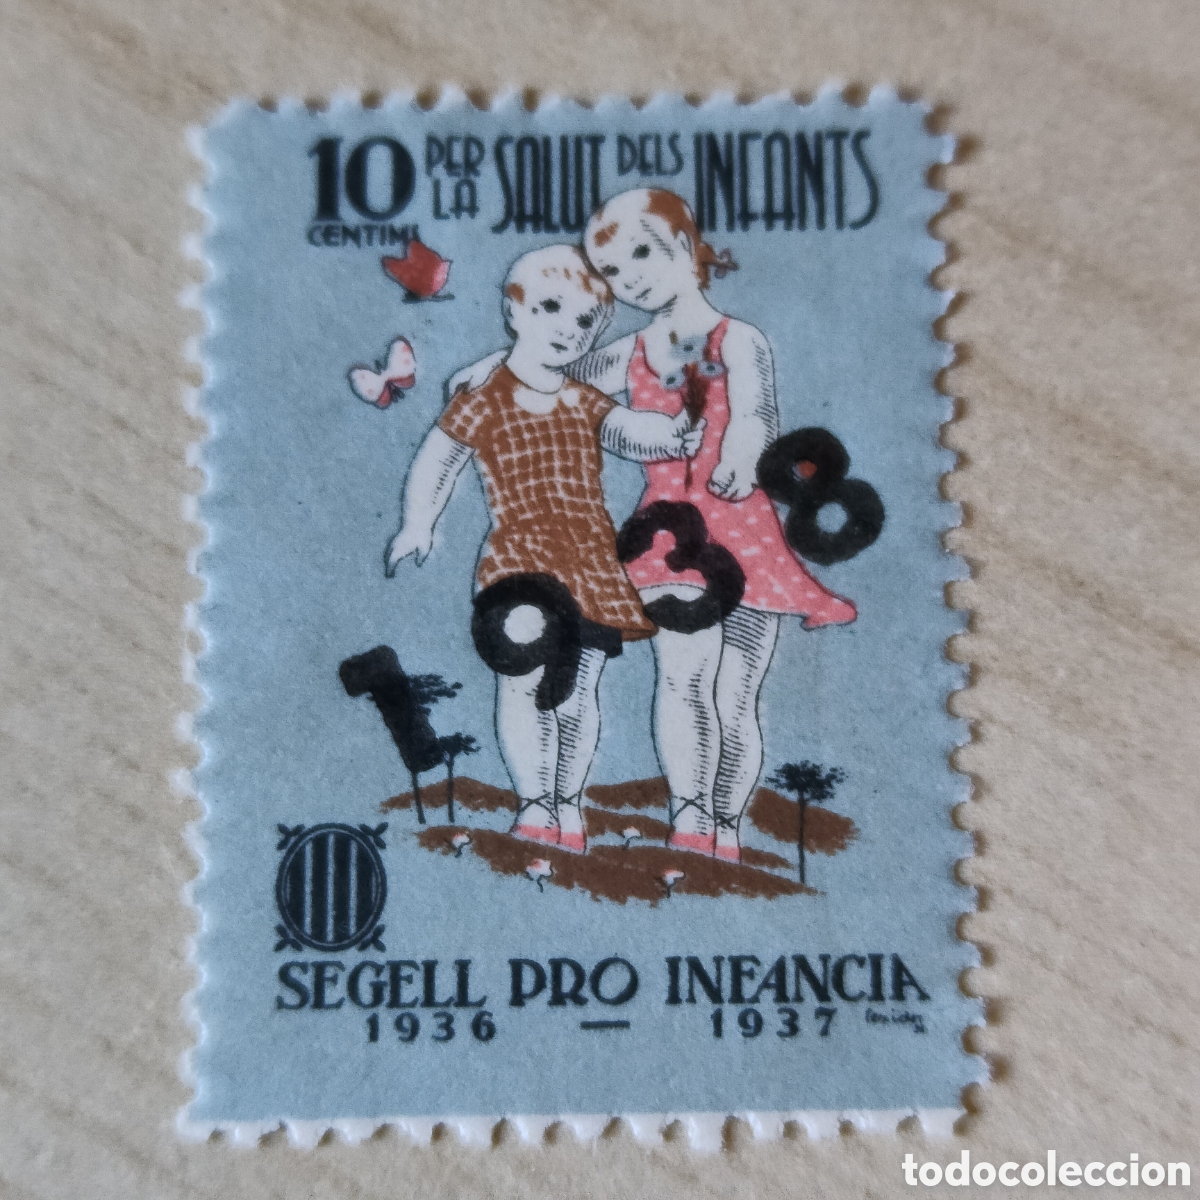 10 PER LA SALUT DELS INFANTS
CENTIMS
1938
SEGELL PRO INFANCIA
1936 — 1937
todocoleccion